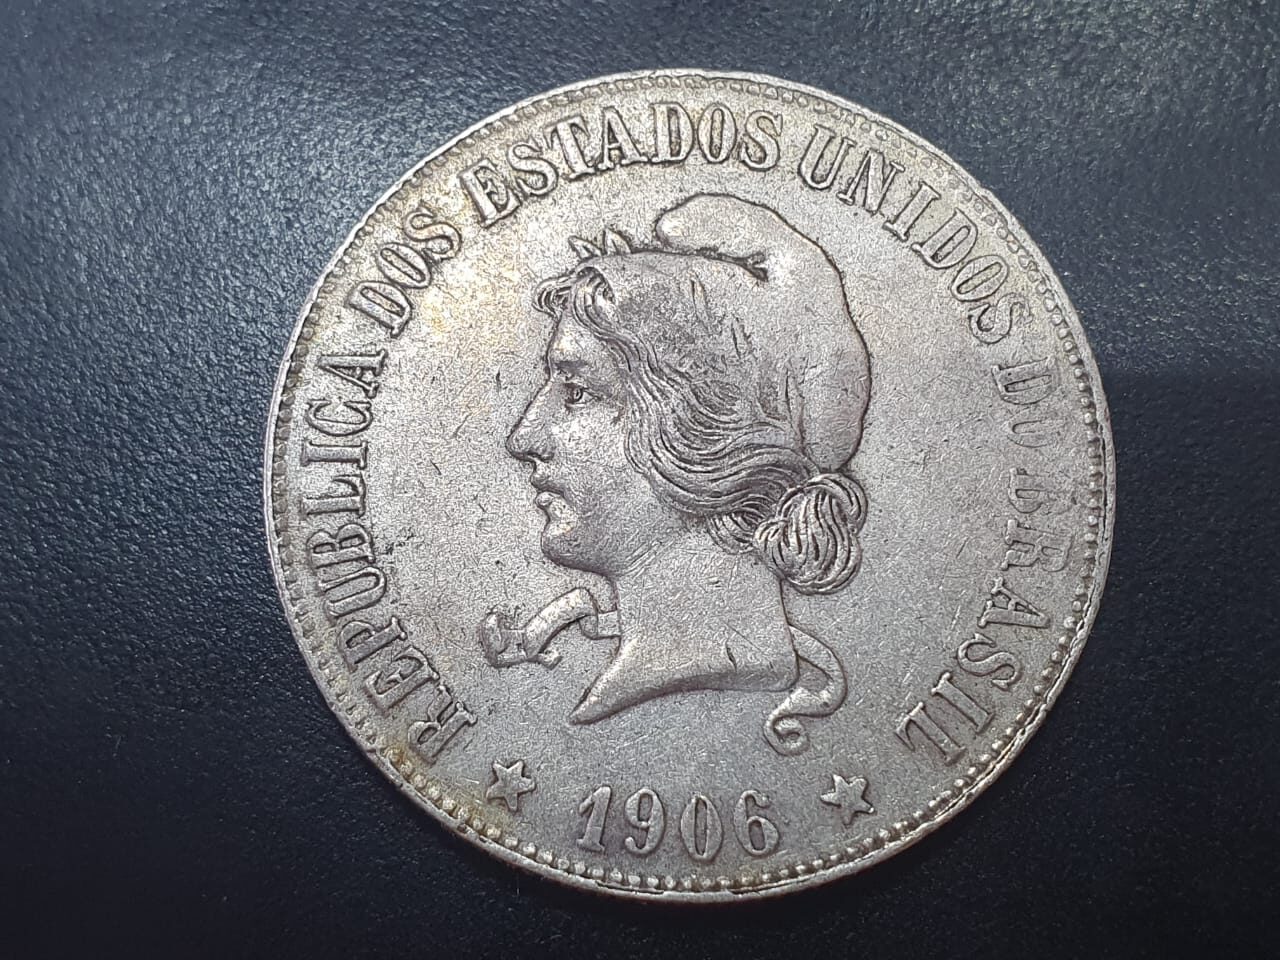 REPUBLICA DOS ESTADOS UNIDOS DO BRASIL
★ 1906 ★